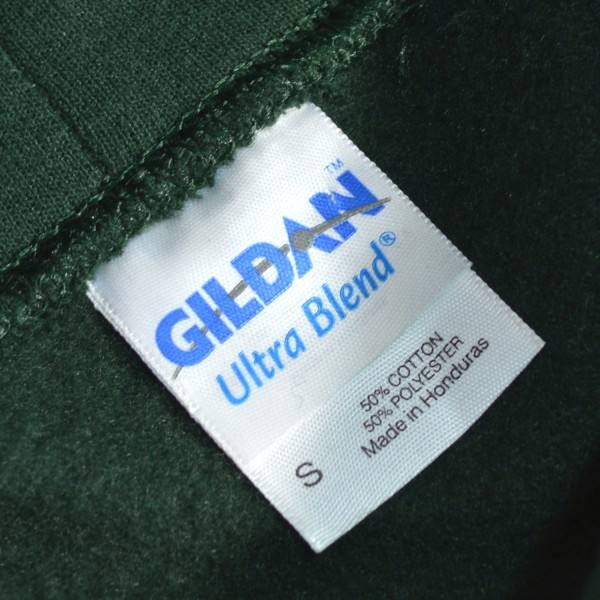 GILDAN™
Ultra Blend®
50% COTTON
50% POLYESTER
Made in Honduras
S